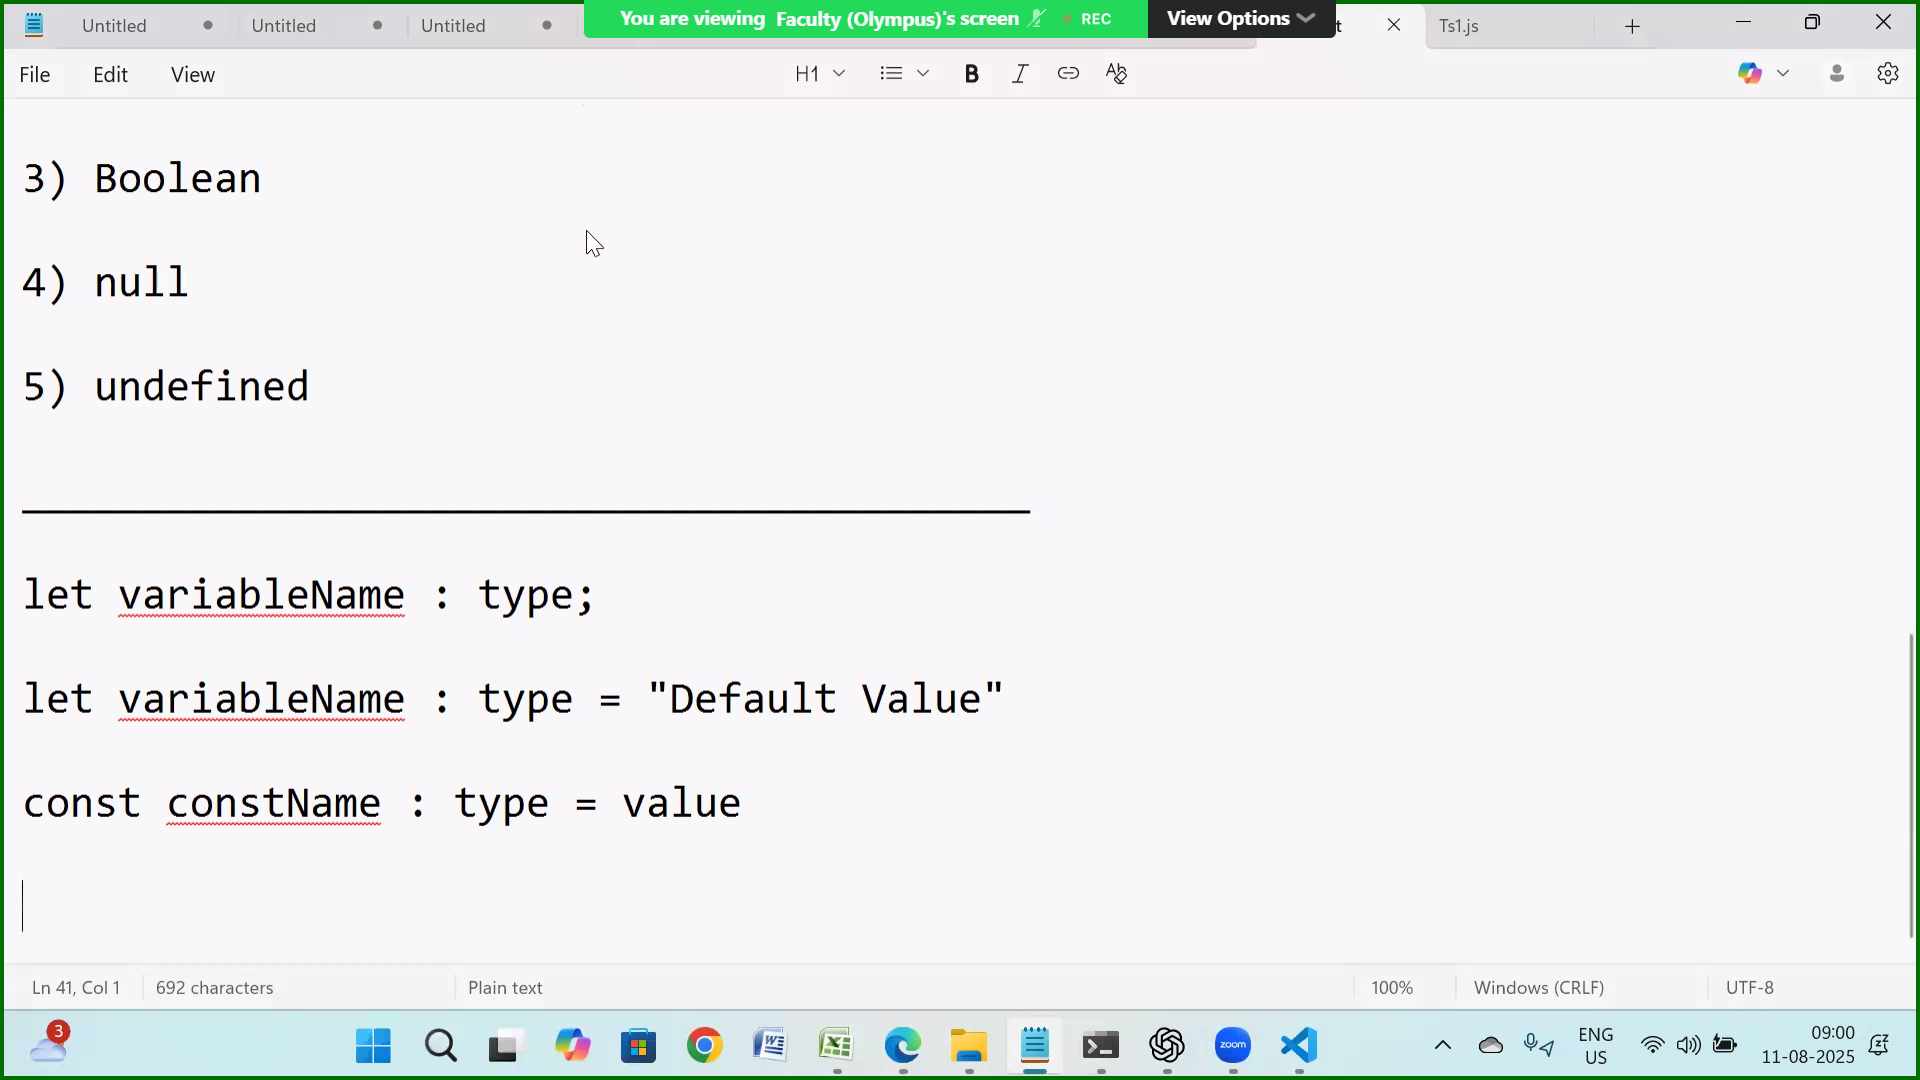 Untitled
Untitled
Untitled
You are viewing Faculty (Olympus)'s screen
REC
View Options
t
Ts1.js
File
Edit
View
H1
B
I
3) Boolean
4) null
5) undefined
let variableName : type;
let variableName : type = "Default Value"
const constName : type = value
Ln 41, Col 1
692 characters
Plain text
100%
Windows (CRLF)
UTF-8
3
zoom
ENG
US
09:00
11-08-2025